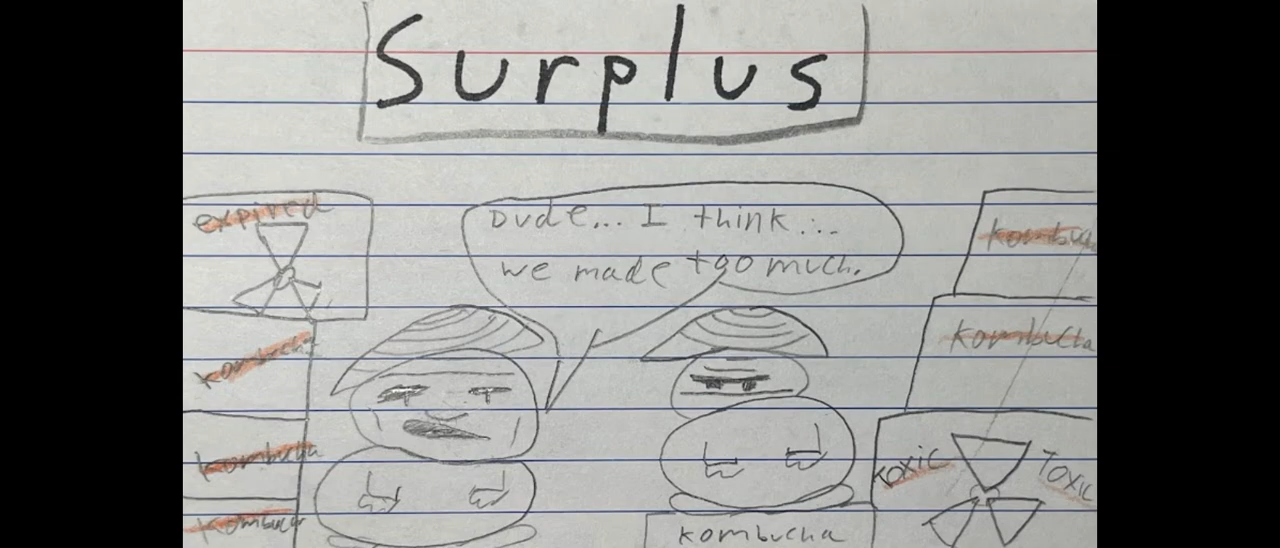 Surplus
expired
Dude... I think...
we made too much.
kombucha
kombucha
kombucha
kombucha
kombucha
Toxic
Toxic
kombucha
kombucha